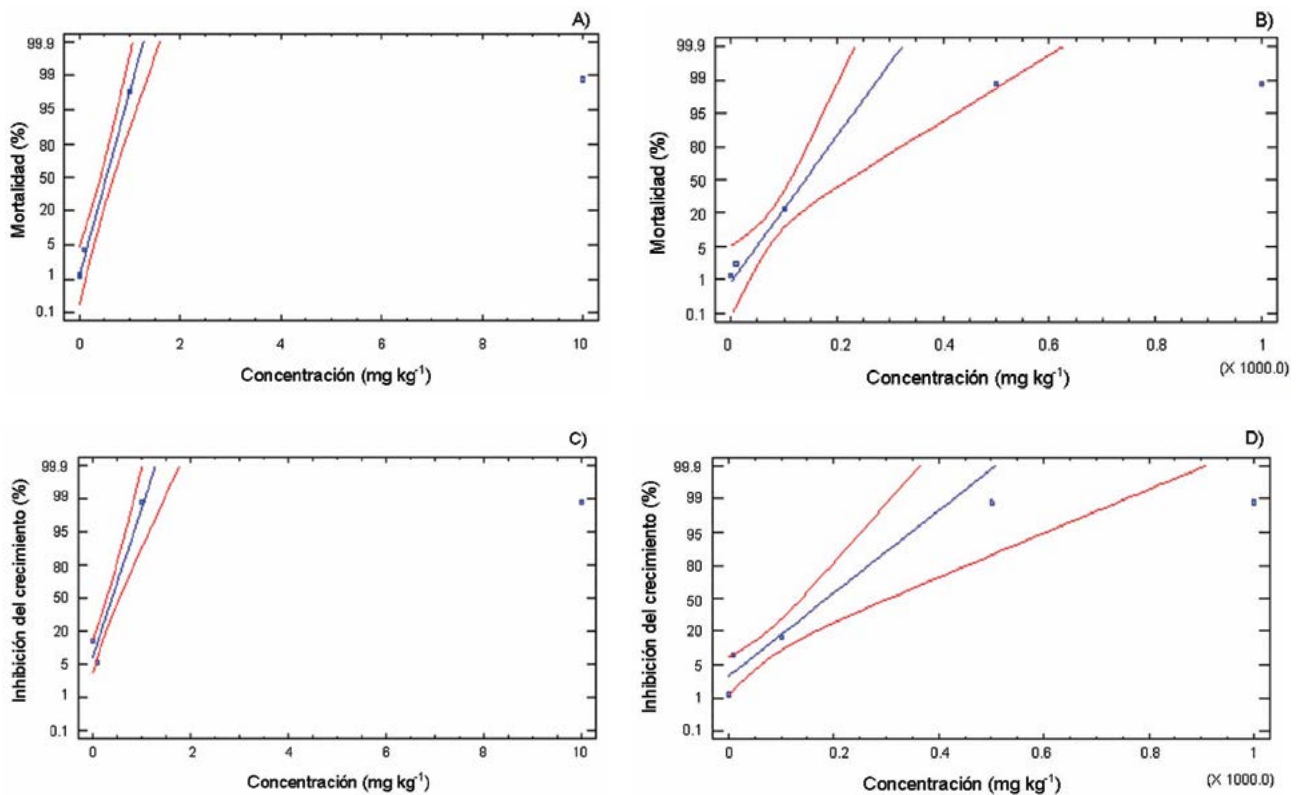 A)
Mortalidad (%)
99.9
99
95
80
50
20
5
1
0.1
0 2 4 6 8 10
Concentración (mg kg-1)
B)
Mortalidad (%)
99.9
99
95
80
50
20
5
1
0.1
0 0.2 0.4 0.6 0.8 1
(X 1000.0)
Concentración (mg kg-1)
C)
Inhibición del crecimiento (%)
99.9
99
95
80
50
20
5
1
0.1
0 2 4 6 8 10
Concentración (mg kg-1)
D)
Inhibición del crecimiento (%)
99.9
99
95
80
50
20
5
1
0.1
0 0.2 0.4 0.6 0.8 1
Concentración (mg kg-1)
(X 1000.0)